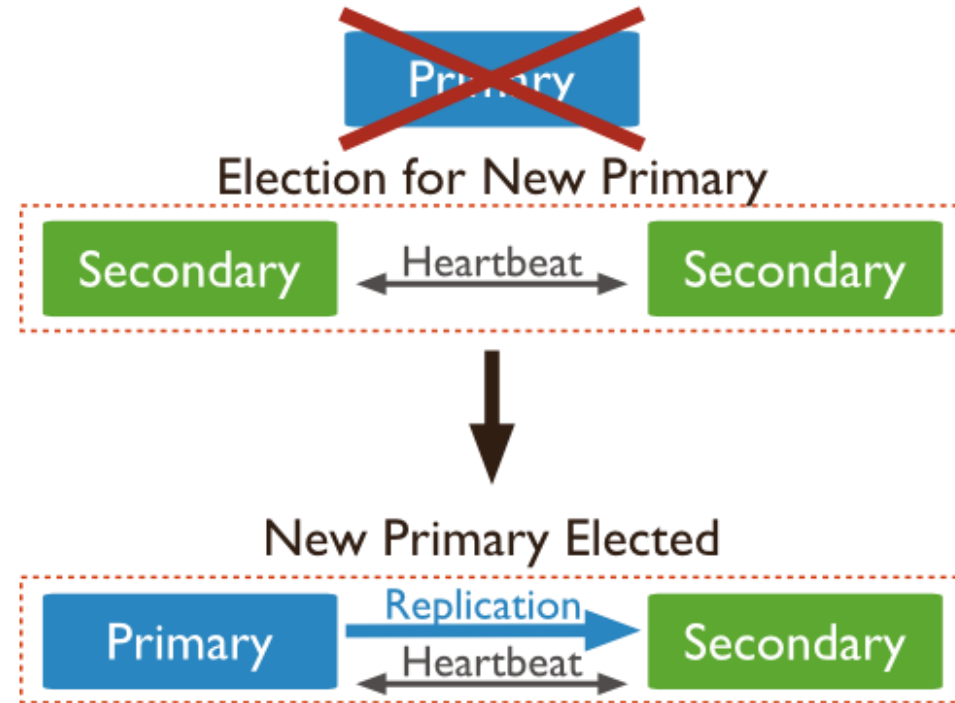 Primary
Election for New Primary
Secondary
Heartbeat
Secondary
New Primary Elected
Primary
Replication
Heartbeat
Secondary